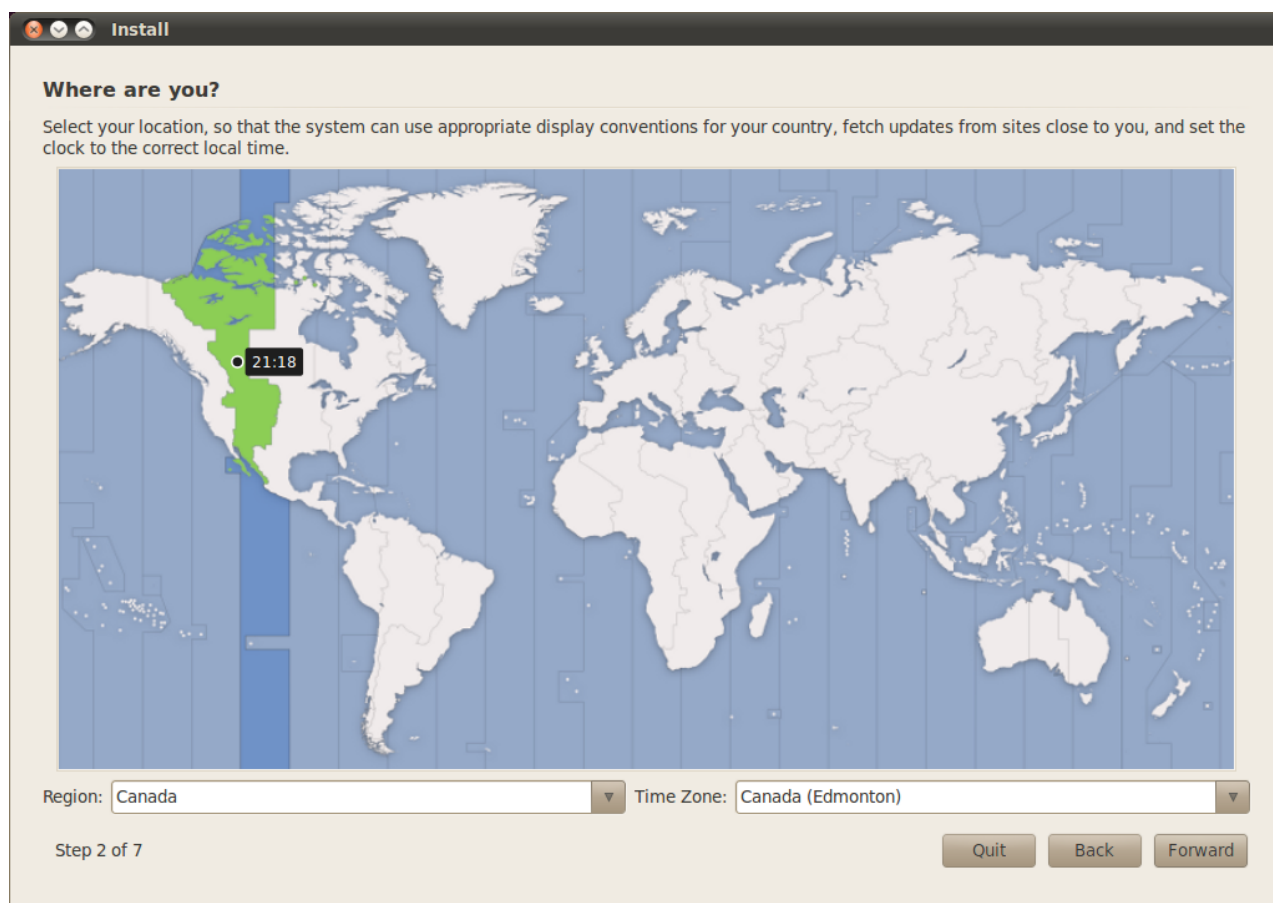 Install
Where are you?
Select your location, so that the system can use appropriate display conventions for your country, fetch updates from sites close to you, and set the
clock to the correct local time.
21:18
Region: Canada Time Zone: Canada (Edmonton)
Step 2 of 7 Quit Back Forward